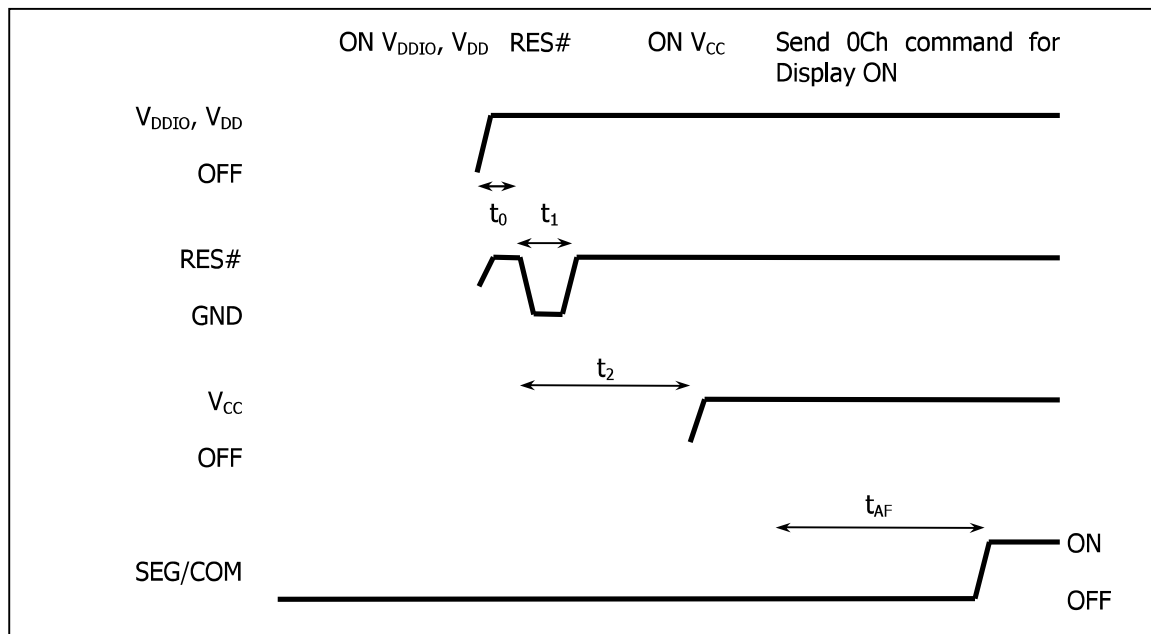 ON VDDIO, VDD RES# ON VCC Send 0Ch command for
Display ON
VDDIO, VDD
OFF
t0 t1
RES#
GND
t2
VCC
OFF
tAF
ON
SEG/COM
OFF